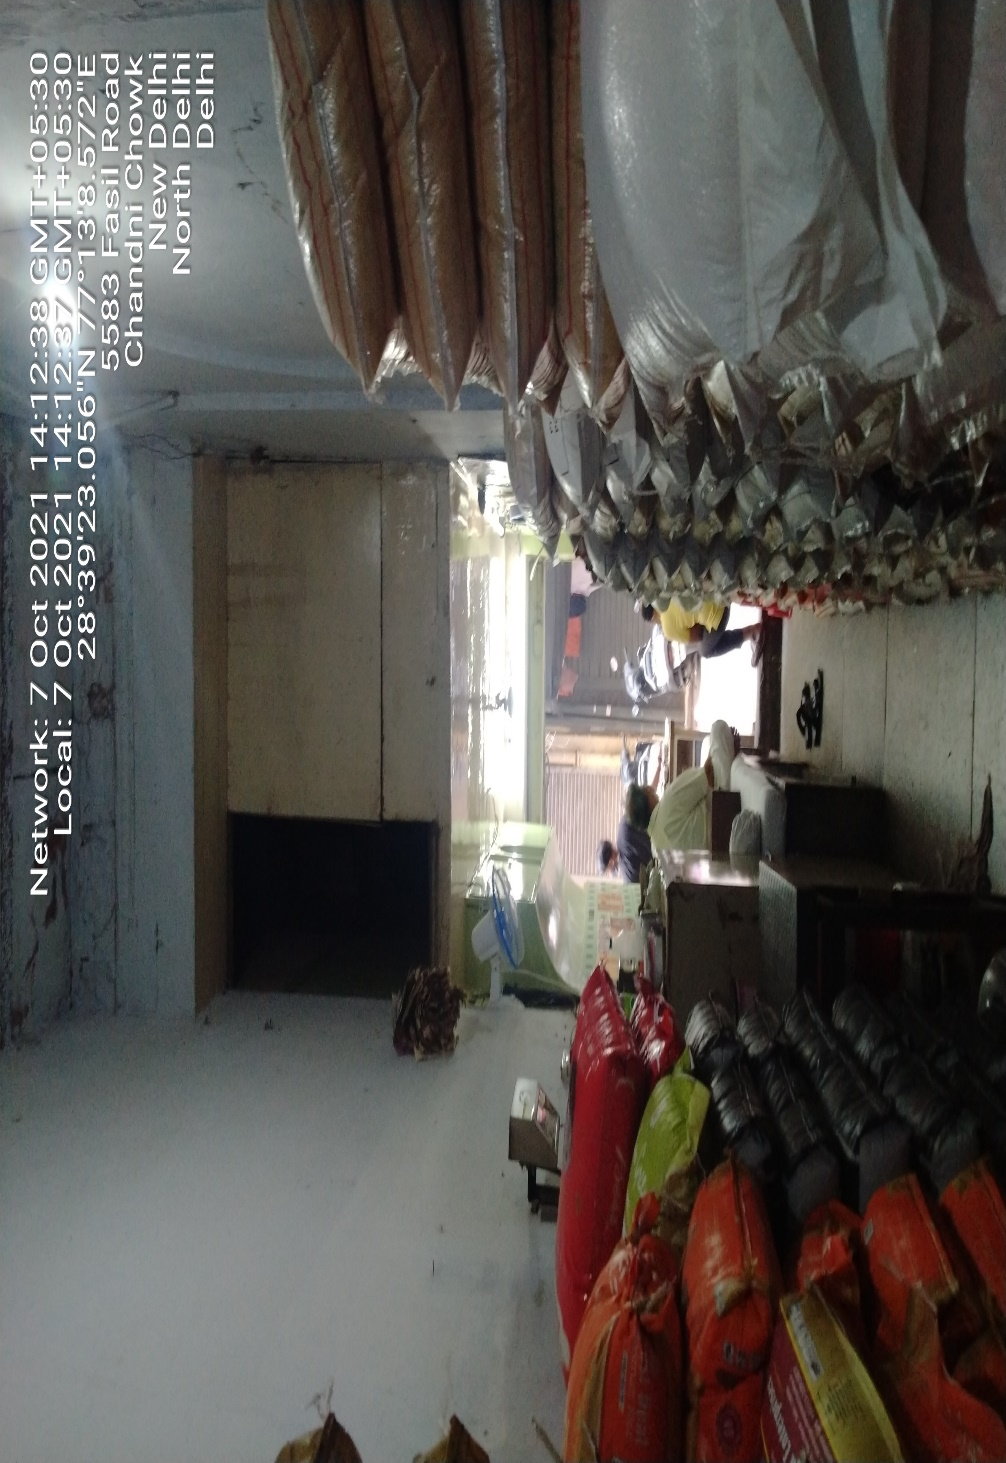 Network: 7 Oct 2021 14:12:38 GMT+05:30
Local: 7 Oct 2021 14:12:37 GMT+05:30
28°39'23.056"N 77°13'8.572"E
5583 Fasil Road
Chandni Chowk
New Delhi
North Delhi
Delhi